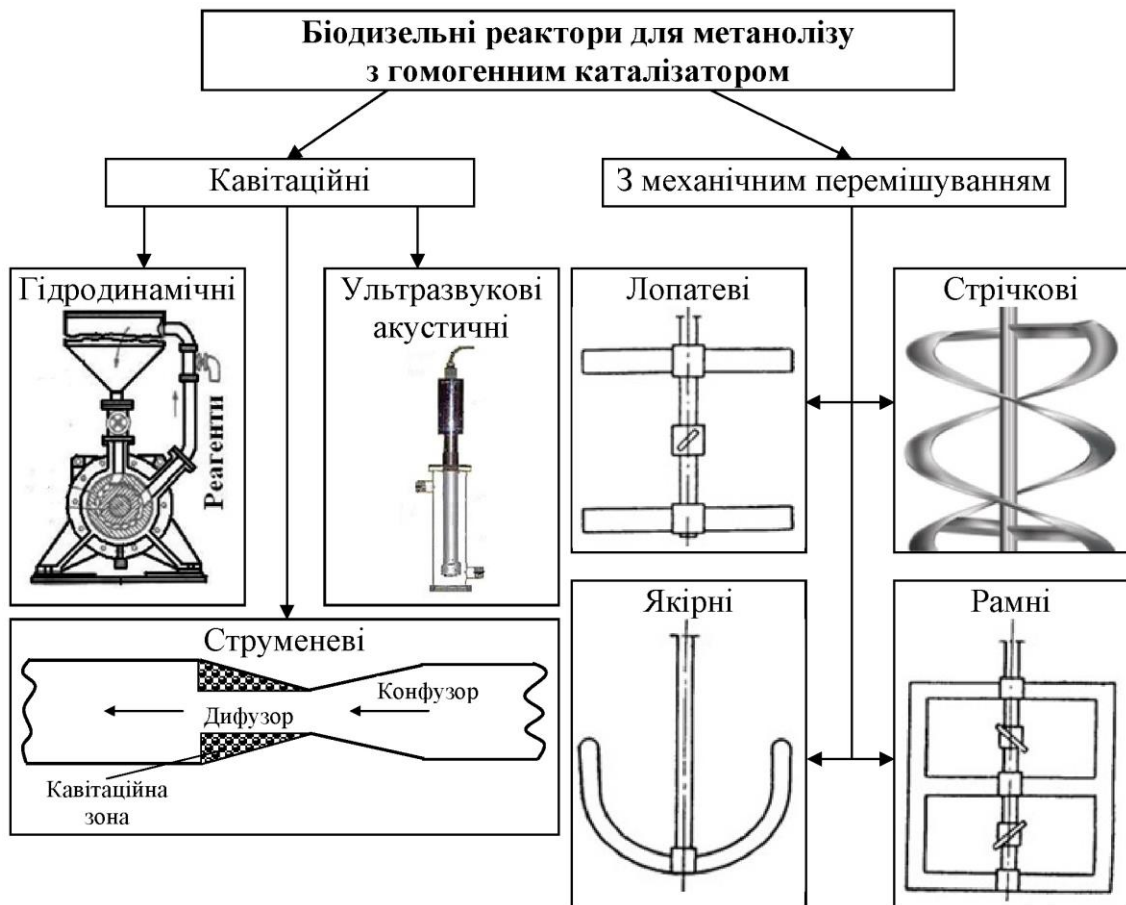 Біодизельні реактори для метанолізу
з гомогенним каталізатором
Кавітаційні
З механічним перемішуванням
Гідродинамічні
Реагенти
Ультразвукові
акустичні
Лопатеві
Стрічкові
Струменеві
Конфузор
Дифузор
Кавітаційна
зона
Якірні
Рамні